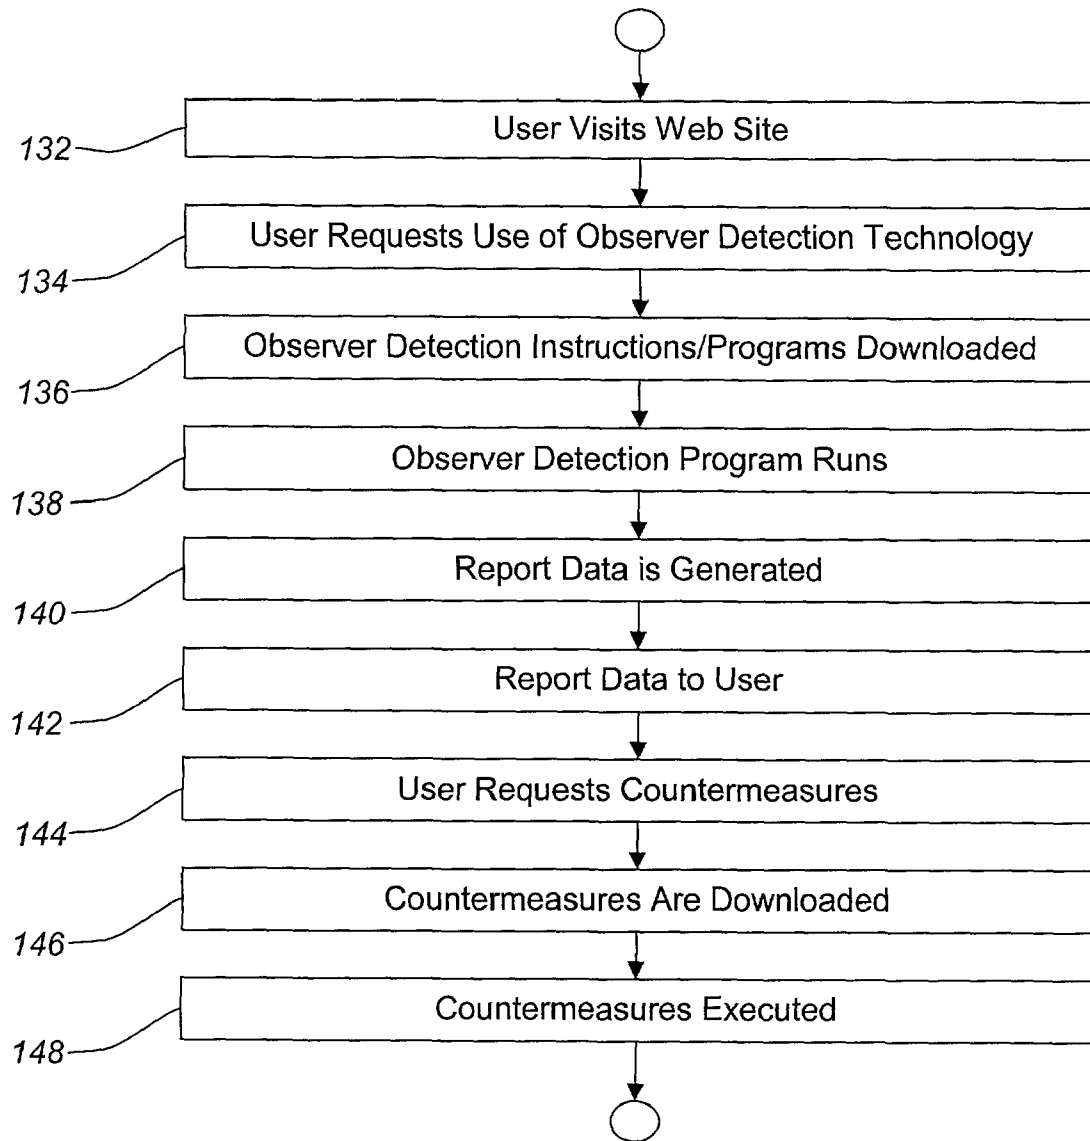 User Visits Web Site
132
User Requests Use of Observer Detection Technology
134
Observer Detection Instructions/Programs Downloaded
136
Observer Detection Program Runs
138
Report Data is Generated
140
Report Data to User
142
User Requests Countermeasures
144
Countermeasures Are Downloaded
146
Countermeasures Executed
148